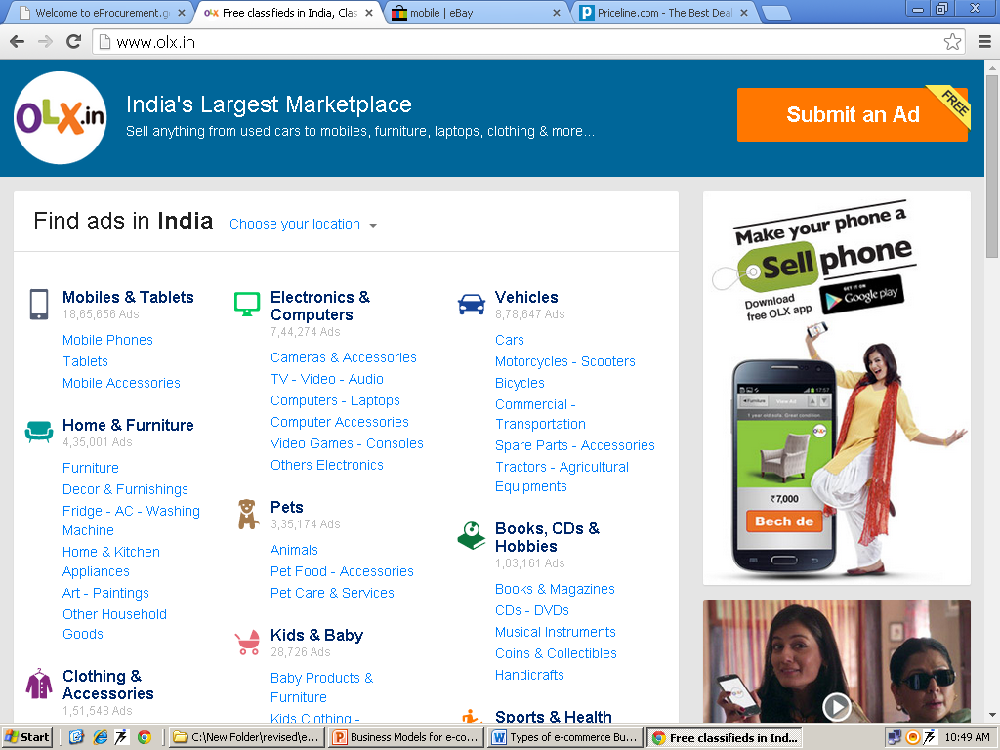 Welcome to eProcurement.g
OLX Free classifieds in India, Clas
mobile | eBay
Priceline.com - The Best Deal
www.olx.in
OLX.in
India's Largest Marketplace
Sell anything from used cars to mobiles, furniture, laptops, clothing & more...
Submit an Ad
FREE
Find ads in India
Choose your location
Mobiles & Tablets
18,65,656 Ads
Mobile Phones
Tablets
Mobile Accessories
Home & Furniture
4,35,001 Ads
Furniture
Decor & Furnishings
Fridge - AC - Washing
Machine
Home & Kitchen
Appliances
Art - Paintings
Other Household
Goods
Clothing &
Accessories
1,51,548 Ads
Electronics &
Computers
7,44,274 Ads
Cameras & Accessories
TV - Video - Audio
Computers - Laptops
Computer Accessories
Video Games - Consoles
Others Electronics
Pets
3,35,174 Ads
Animals
Pet Food - Accessories
Pet Care & Services
Kids & Baby
28,726 Ads
Baby Products &
Furniture
Kids Clothing -
Vehicles
8,78,647 Ads
Cars
Motorcycles - Scooters
Bicycles
Commercial -
Transportation
Spare Parts - Accessories
Tractors - Agricultural
Equipments
Books, CDs &
Hobbies
1,03,161 Ads
Books & Magazines
CDs - DVDs
Musical Instruments
Coins & Collectibles
Handicrafts
Sports & Health
Make your phone a
Sell phone
Download
free OLX app
GET IT ON
Google play
17:57
Furniture
View Ad
1 year old sofa. Great condition.
OLX
₹7,000
Bech de
Start
C:\New Folder\revised\e...
Business Models for e-co...
Types of e-commerce Bu...
Free classifieds in Ind...
10:49 AM